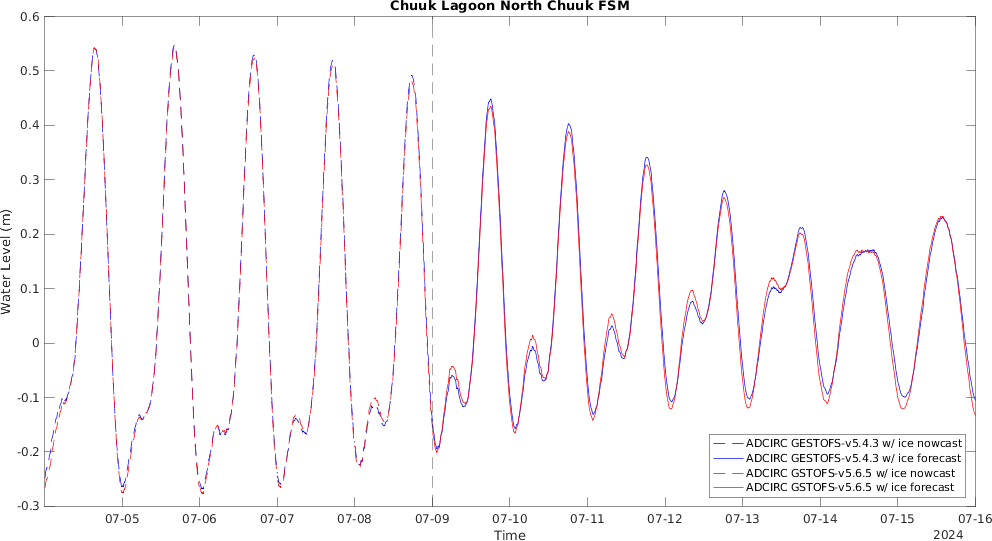 Chuuk Lagoon North Chuuk FSM
Water Level (m)
0.6
0.5
0.4
0.3
0.2
0.1
0
-0.1
-0.2
-0.3
07-05 07-06 07-07 07-08 07-09 07-10 07-11 07-12 07-13 07-14 07-15 07-16
Time
2024
ADCIRC GESTOFS-v5.4.3 w/ ice nowcast
ADCIRC GESTOFS-v5.4.3 w/ ice forecast
ADCIRC GSTOFS-v5.6.5 w/ ice nowcast
ADCIRC GSTOFS-v5.6.5 w/ ice forecast